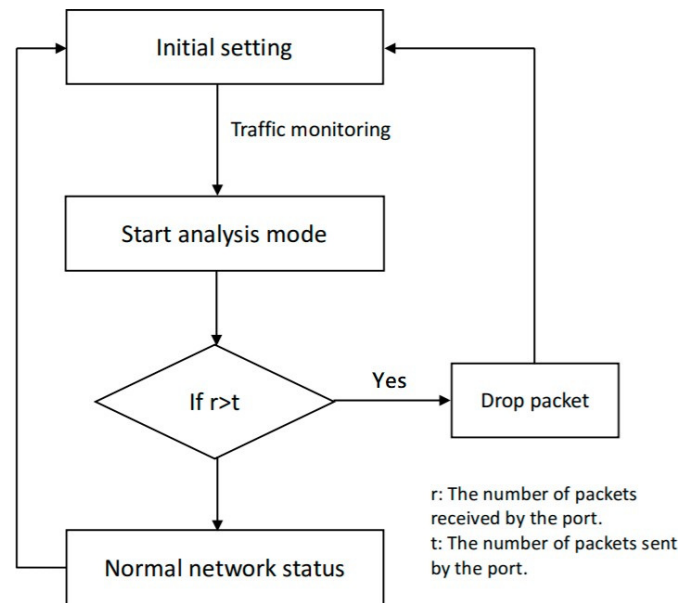 Initial setting
Traffic monitoring
Start analysis mode
If r>t
Yes
Drop packet
r: The number of packets
received by the port.
t: The number of packets sent
by the port.
Normal network status